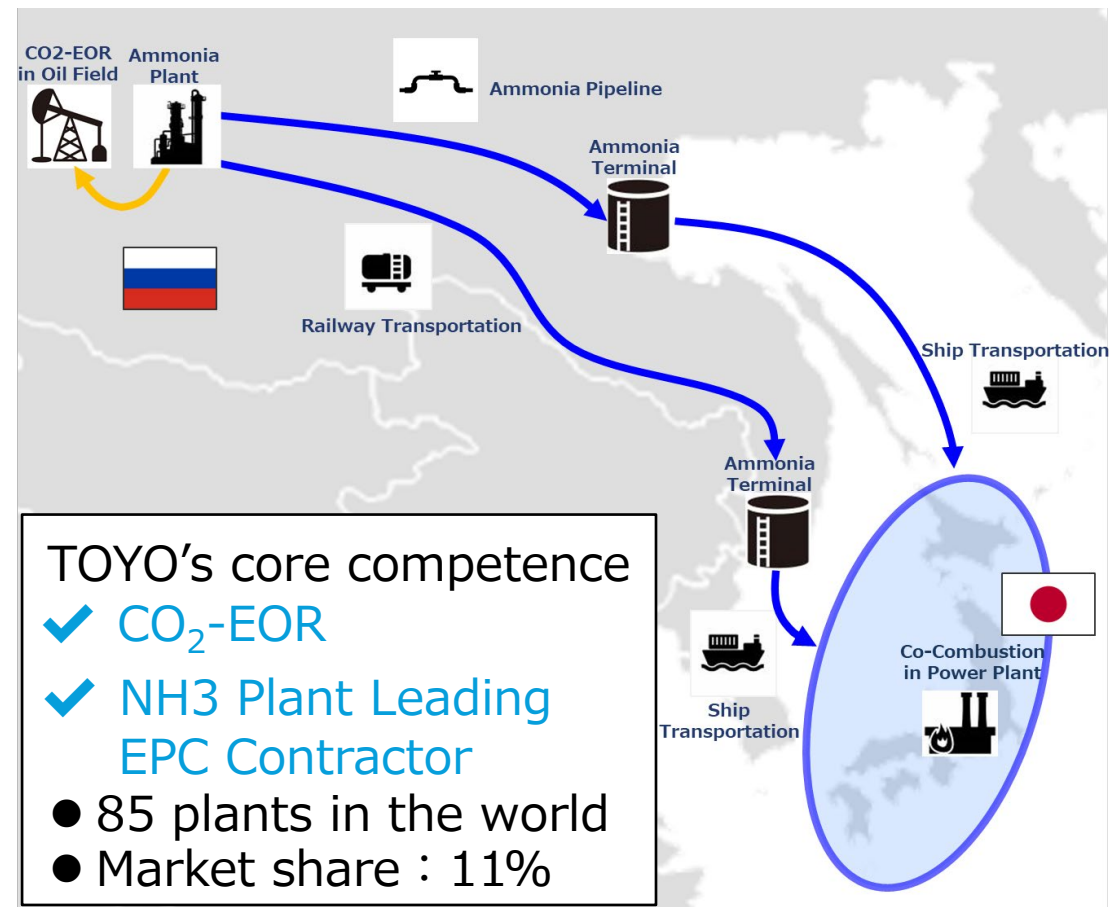 CO2-EOR
in Oil Field
Ammonia
Plant
Ammonia Pipeline
Ammonia
Terminal
Railway Transportation
Ship Transportation
Ammonia
Terminal
Ship
Transportation
Co-Combustion
in Power Plant
TOYO’s core competence
✔ CO₂-EOR
✔ NH3 Plant Leading
EPC Contractor
● 85 plants in the world
● Market share：11%